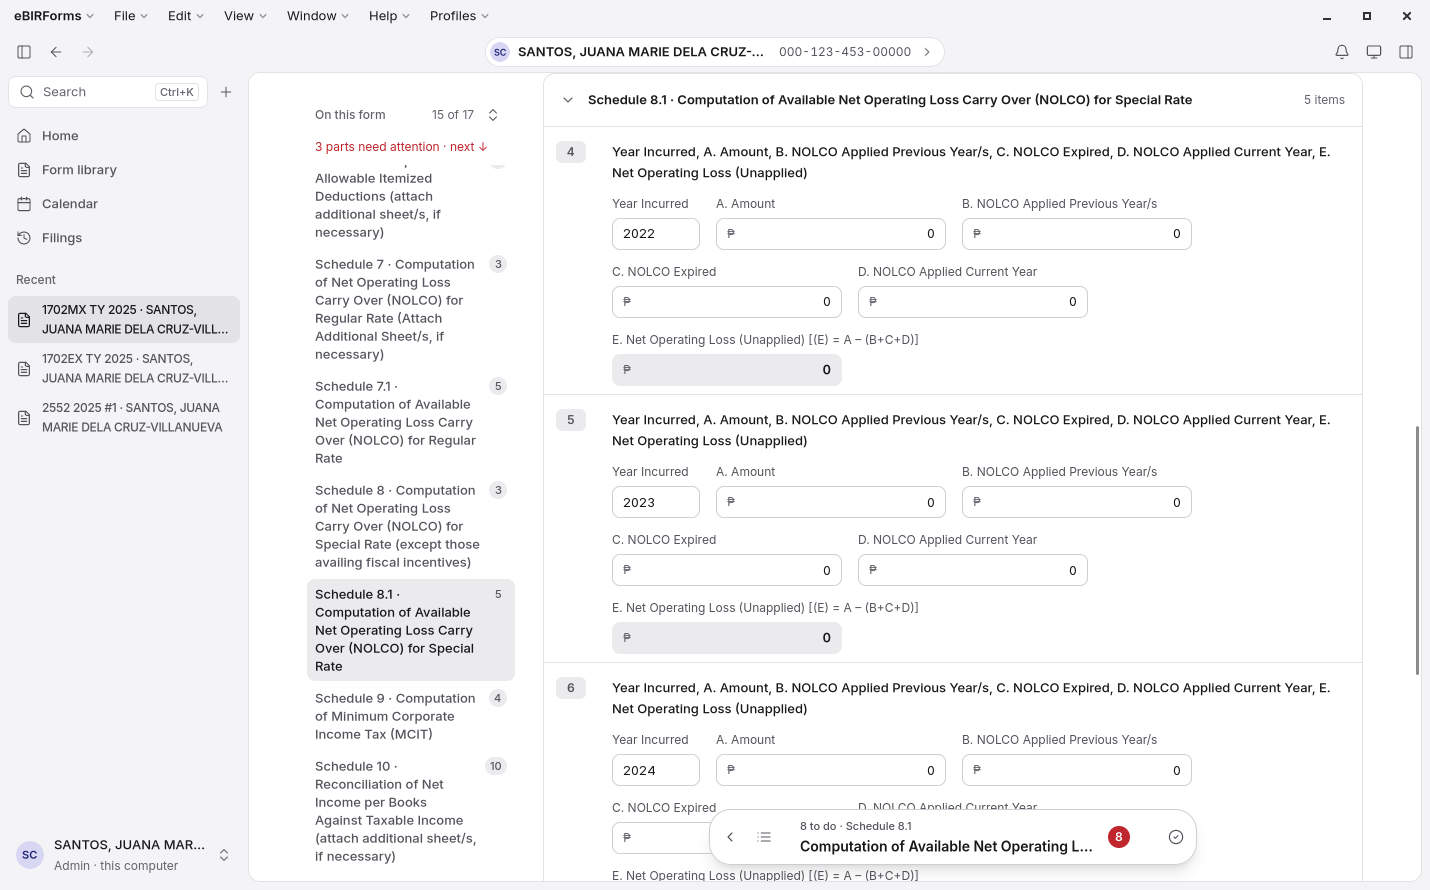 eBIRForms File Edit View Window Help Profiles
SC SANTOS, JUANA MARIE DELA CRUZ-... 000-123-453-00000
Search Ctrl+K
Home
Form library
Calendar
Filings
Recent
1702MX TY 2025 · SANTOS,
JUANA MARIE DELA CRUZ-VILL...
1702EX TY 2025 · SANTOS,
JUANA MARIE DELA CRUZ-VILL...
2552 2025 #1 · SANTOS, JUANA
MARIE DELA CRUZ-VILLANUEVA
SC SANTOS, JUANA MAR...
Admin · this computer
On this form 15 of 17
3 parts need attention · next ↓
Allowable Itemized
Deductions (attach
additional sheet/s, if
necessary)
Schedule 7 · Computation 3
of Net Operating Loss
Carry Over (NOLCO) for
Regular Rate (Attach
Additional Sheet/s, if
necessary)
Schedule 7.1 · 5
Computation of Available
Net Operating Loss Carry
Over (NOLCO) for Regular
Rate
Schedule 8 · Computation 3
of Net Operating Loss
Carry Over (NOLCO) for
Special Rate (except those
availing fiscal incentives)
Schedule 8.1 · 5
Computation of Available
Net Operating Loss Carry
Over (NOLCO) for Special
Rate
Schedule 9 · Computation 4
of Minimum Corporate
Income Tax (MCIT)
Schedule 10 · 10
Reconciliation of Net
Income per Books
Against Taxable Income
(attach additional sheet/s,
if necessary)
Schedule 8.1 · Computation of Available Net Operating Loss Carry Over (NOLCO) for Special Rate 5 items
4 Year Incurred, A. Amount, B. NOLCO Applied Previous Year/s, C. NOLCO Expired, D. NOLCO Applied Current Year, E.
Net Operating Loss (Unapplied)
Year Incurred A. Amount B. NOLCO Applied Previous Year/s
2022 ₱ 0 ₱ 0
C. NOLCO Expired D. NOLCO Applied Current Year
₱ 0 ₱ 0
E. Net Operating Loss (Unapplied) [(E) = A – (B+C+D)]
₱ 0
5 Year Incurred, A. Amount, B. NOLCO Applied Previous Year/s, C. NOLCO Expired, D. NOLCO Applied Current Year, E.
Net Operating Loss (Unapplied)
Year Incurred A. Amount B. NOLCO Applied Previous Year/s
2023 ₱ 0 ₱ 0
C. NOLCO Expired D. NOLCO Applied Current Year
₱ 0 ₱ 0
E. Net Operating Loss (Unapplied) [(E) = A – (B+C+D)]
₱ 0
6 Year Incurred, A. Amount, B. NOLCO Applied Previous Year/s, C. NOLCO Expired, D. NOLCO Applied Current Year, E.
Net Operating Loss (Unapplied)
Year Incurred A. Amount B. NOLCO Applied Previous Year/s
2024 ₱ 0 ₱ 0
C. NOLCO Expired D. NOLCO Applied Current Year
₱
8 to do · Schedule 8.1
Computation of Available Net Operating L... 8
E. Net Operating Loss (Unapplied) [(E) = A – (B+C+D)]